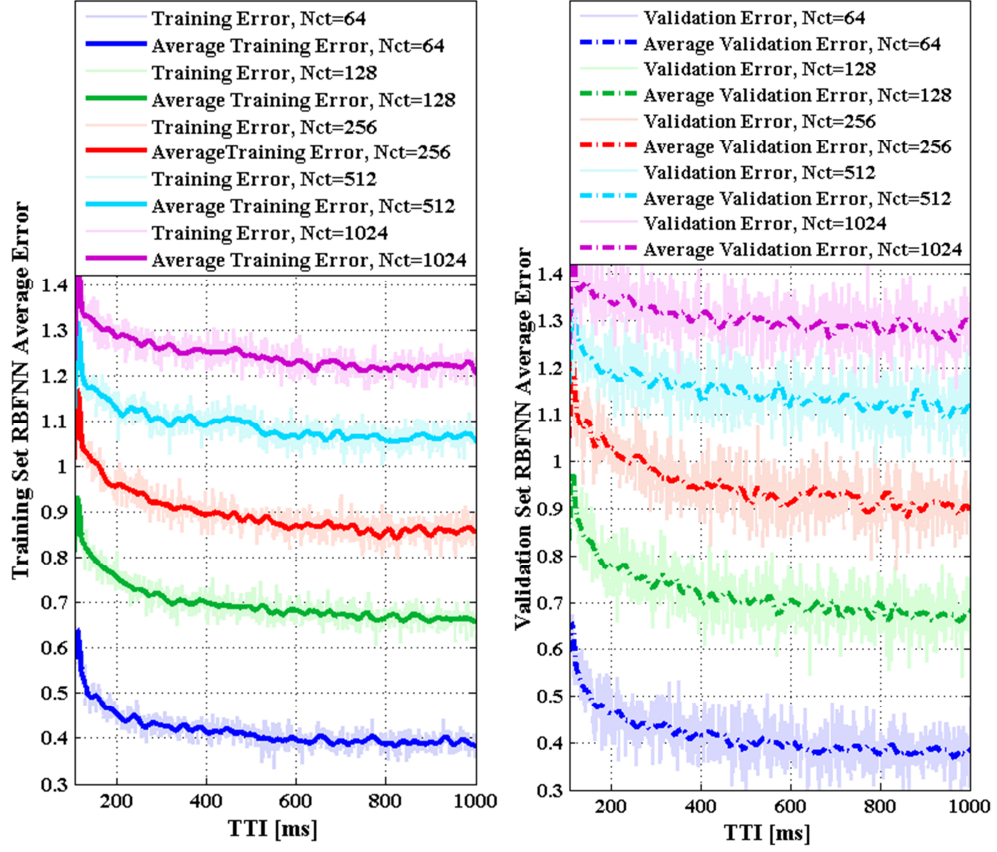 Training Error, Nct=64
Average Training Error, Nct=64
Training Error, Nct=128
Average Training Error, Nct=128
Training Error, Nct=256
AverageTraining Error, Nct=256
Training Error, Nct=512
Average Training Error, Nct=512
Training Error, Nct=1024
Average Training Error, Nct=1024
Training Set RBFNN Average Error
1.4
1.3
1.2
1.1
1
0.9
0.8
0.7
0.6
0.5
0.4
0.3
200
400
600
800
1000
TTI [ms]
Validation Error, Nct=64
Average Validation Error, Nct=64
Validation Error, Nct=128
Average Validation Error, Nct=128
Validation Error, Nct=256
Average Validation Error, Nct=256
Validation Error, Nct=512
Average Validation Error, Nct=512
Validation Error, Nct=1024
Average Validation Error, Nct=1024
Validation Set RBFNN Average Error
1.4
1.3
1.2
1.1
1
0.9
0.8
0.7
0.6
0.5
0.4
0.3
200
400
600
800
1000
TTI [ms]